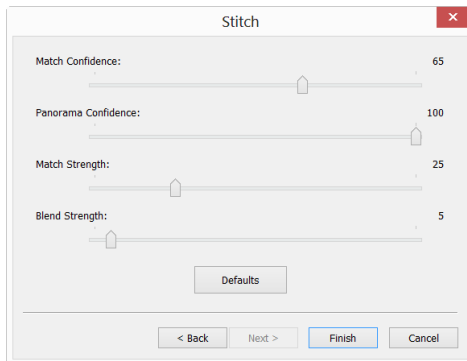 Stitch
Match Confidence: 65
Panorama Confidence: 100
Match Strength: 25
Blend Strength: 5
Defaults
< Back Next > Finish Cancel